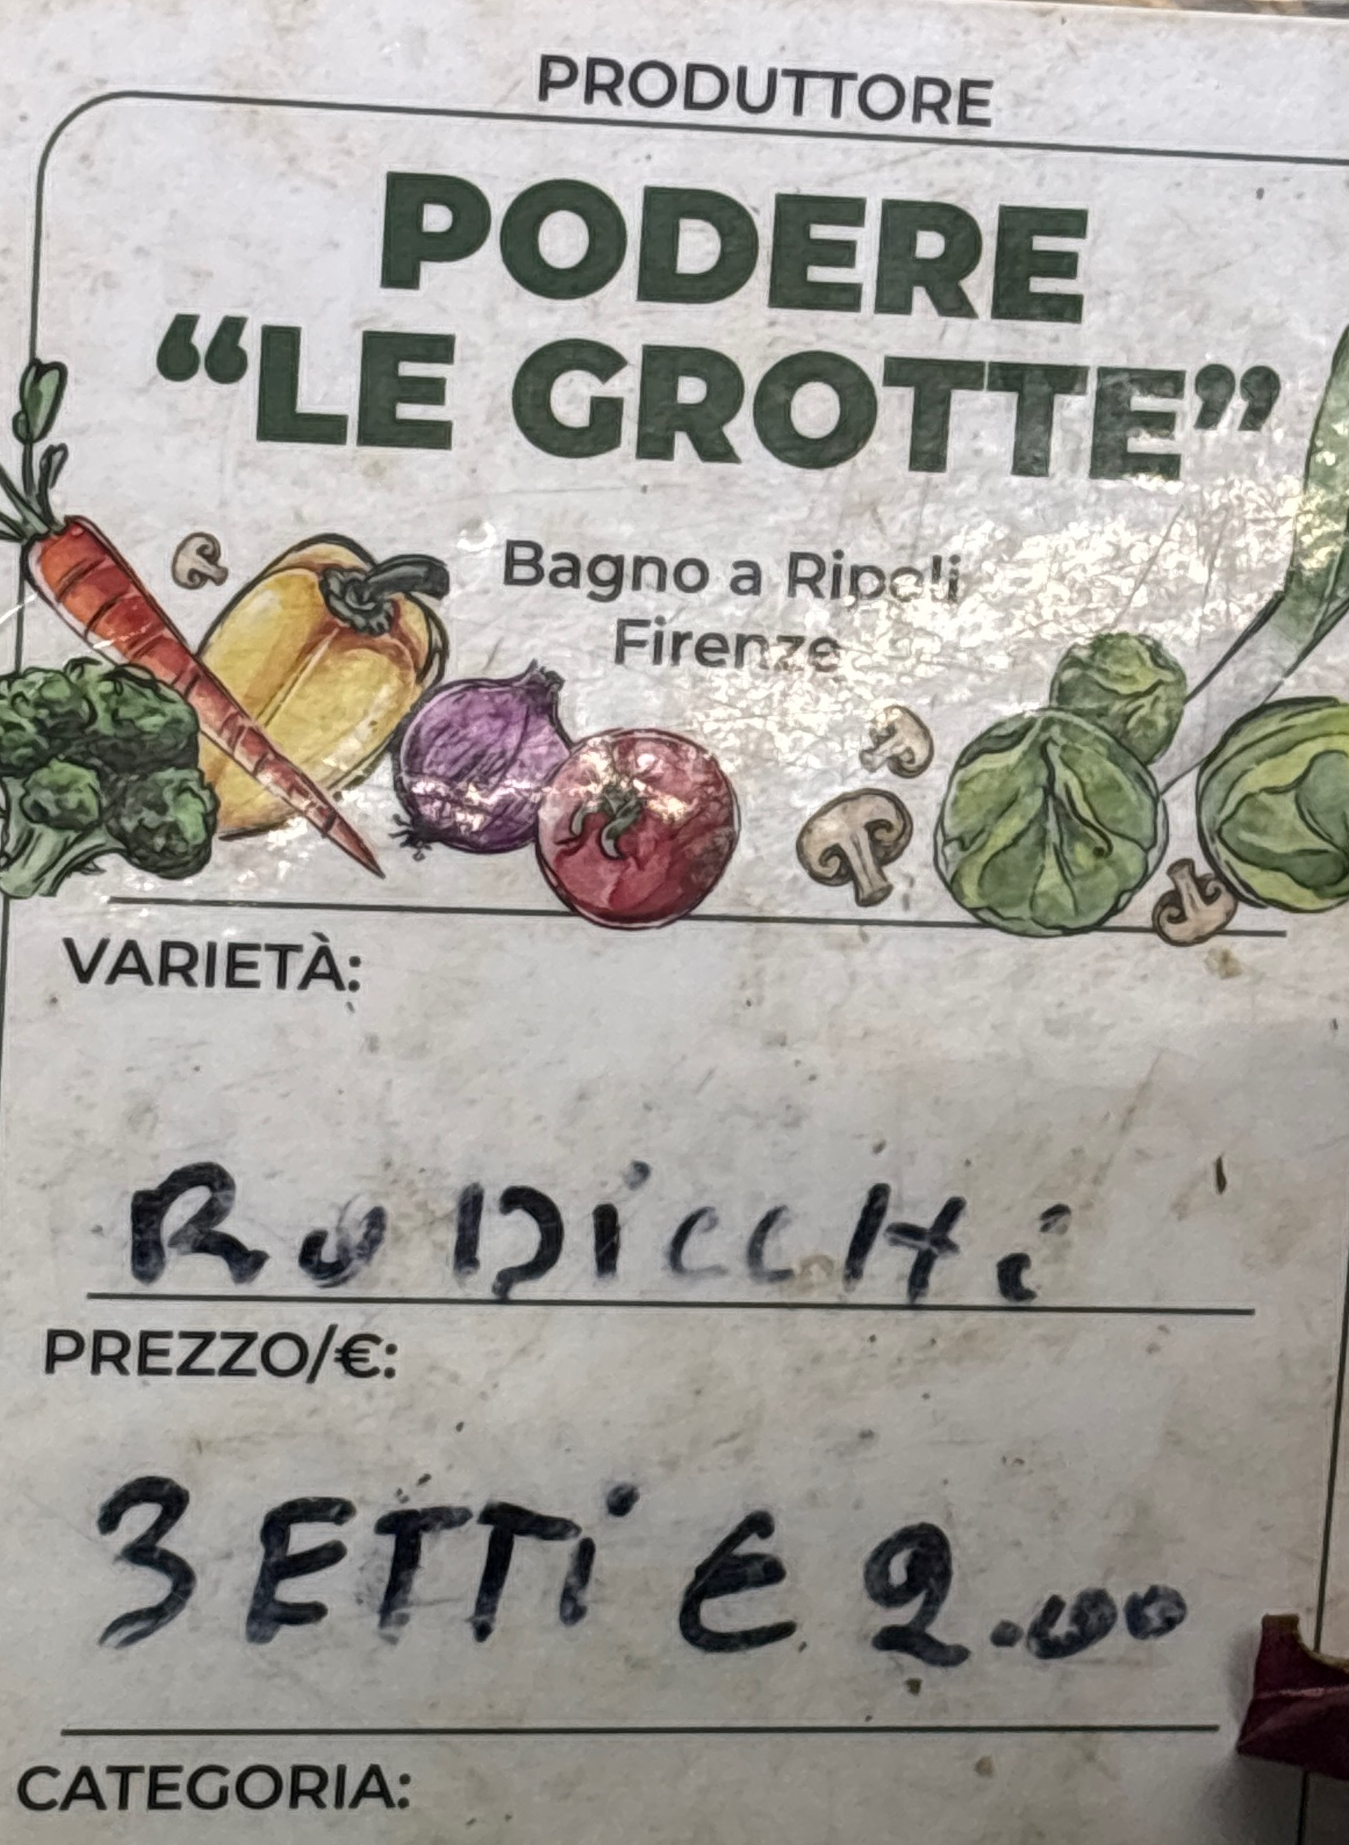 PRODUTTORE
PODERE
“LE GROTTE”
Bagno a Ripoli
Firenze
VARIETÀ:
RaDiccHi
PREZZO/€:
3 ETTi € 2.00
CATEGORIA: